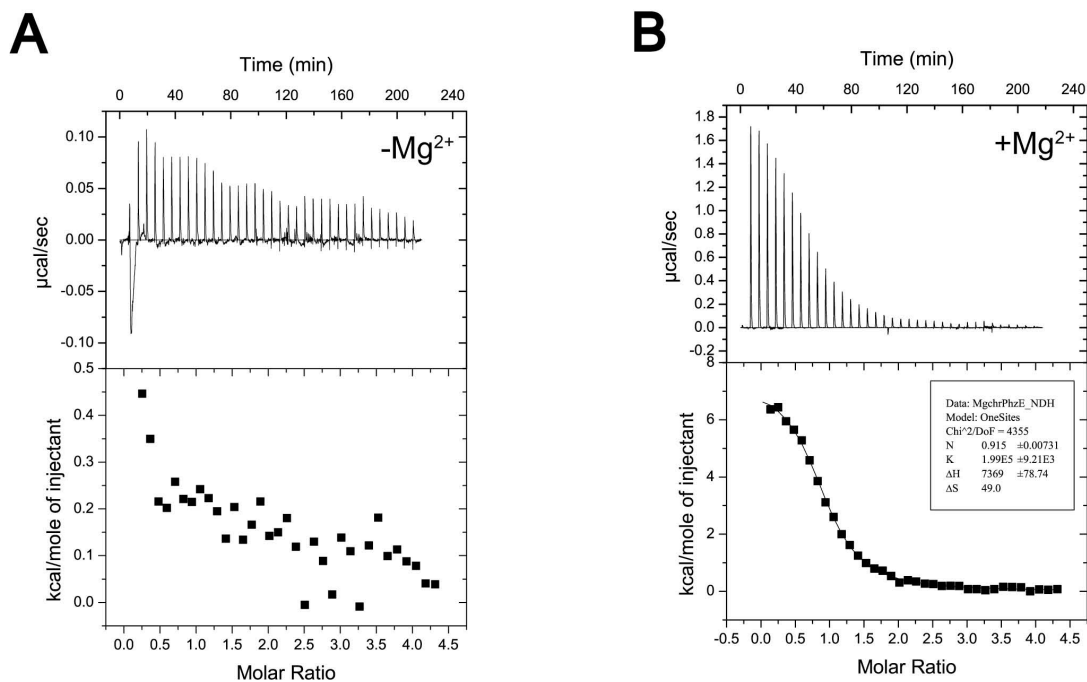 A
Time (min)
0 40 80 120 160 200 240
-Mg²⁺
µcal/sec
0.10
0.05
0.00
-0.05
-0.10
kcal/mole of injectant
0.5
0.4
0.3
0.2
0.1
0.0
0.0 0.5 1.0 1.5 2.0 2.5 3.0 3.5 4.0 4.5
Molar Ratio
B
Time (min)
0 40 80 120 160 200 240
+Mg²⁺
µcal/sec
1.8
1.6
1.4
1.2
1.0
0.8
0.6
0.4
0.2
0.0
-0.2
kcal/mole of injectant
8
6
4
2
0
Data: MgchrPhzE_NDH
Model: OneSites
Chi^2/DoF = 4355
N 0.915 ±0.00731
K 1.99E5 ±9.21E3
ΔH 7369 ±78.74
ΔS 49.0
-0.5 0.0 0.5 1.0 1.5 2.0 2.5 3.0 3.5 4.0 4.5
Molar Ratio